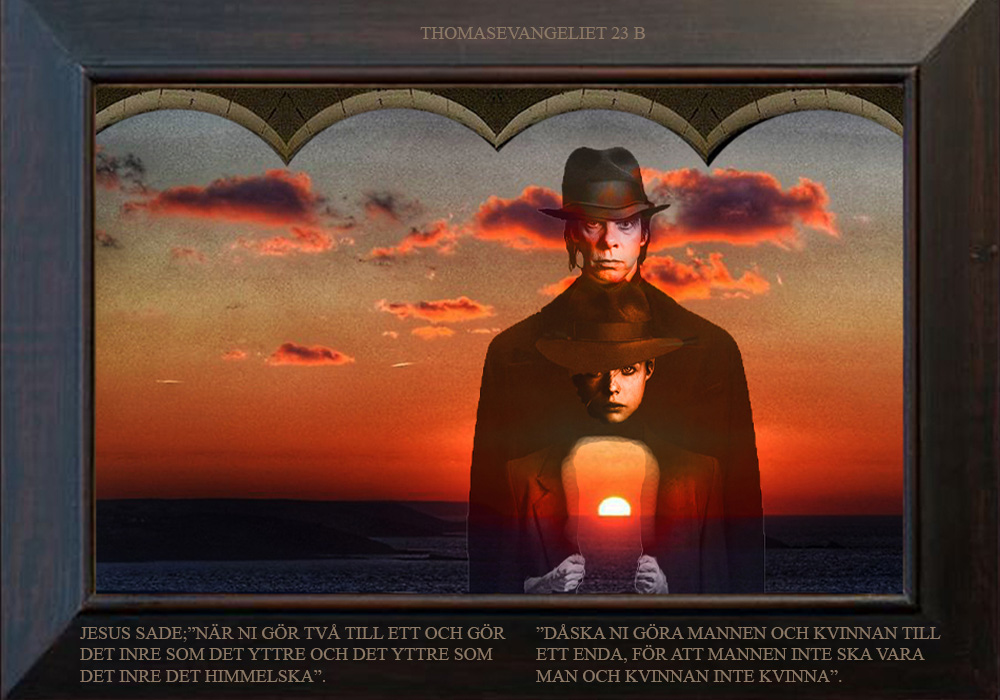 THOMASEVANGELIET 23 B
JESUS SADE;”NÄR NI GÖR TVÅ TILL ETT OCH GÖR
DET INRE SOM DET YTTRE OCH DET YTTRE SOM
DET INRE DET HIMMELSKA”.
”DÅSKA NI GÖRA MANNEN OCH KVINNAN TILL
ETT ENDA, FÖR ATT MANNEN INTE SKA VARA
MAN OCH KVINNAN INTE KVINNA”.